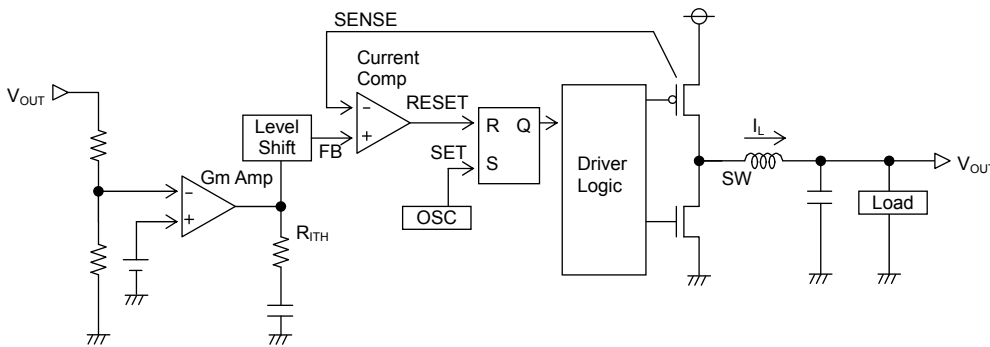 SENSE
Current
Comp
VOUT
Level
Shift
RESET
R Q
S
FB
SET
Gm Amp
OSC
RITH
Driver
Logic
IL
SW
VOUT
Load
- +
- +